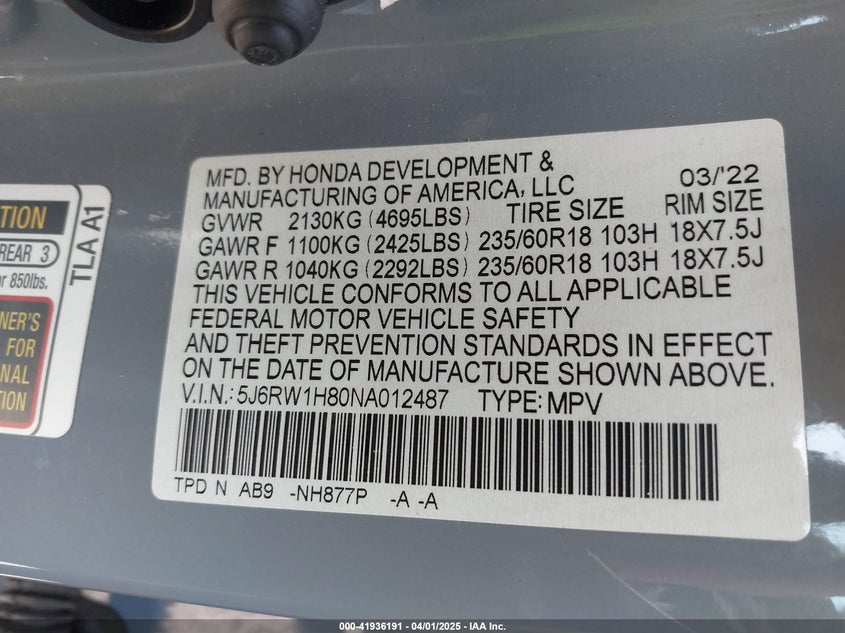 MFD. BY HONDA DEVELOPMENT & MANUFACTURING OF AMERICA, LLC 03/'22
GVWR 2130KG (4695LBS) TIRE SIZE RIM SIZE
GAWR F 1100KG (2425LBS) 235/60R18 103H 18X7.5J
GAWR R 1040KG (2292LBS) 235/60R18 103H 18X7.5J
THIS VEHICLE CONFORMS TO ALL APPLICABLE
FEDERAL MOTOR VEHICLE SAFETY
AND THEFT PREVENTION STANDARDS IN EFFECT
ON THE DATE OF MANUFACTURE SHOWN ABOVE.
V.I.N.: 5J6RW1H80NA012487 TYPE: MPV
TPD N AB9 -NH877P -A -A
TION
REAR 3
or 850lbs.
NER'S
FOR
NAL
TION
TLA A1
000-41936191 - 04/01/2025 - IAA Inc.